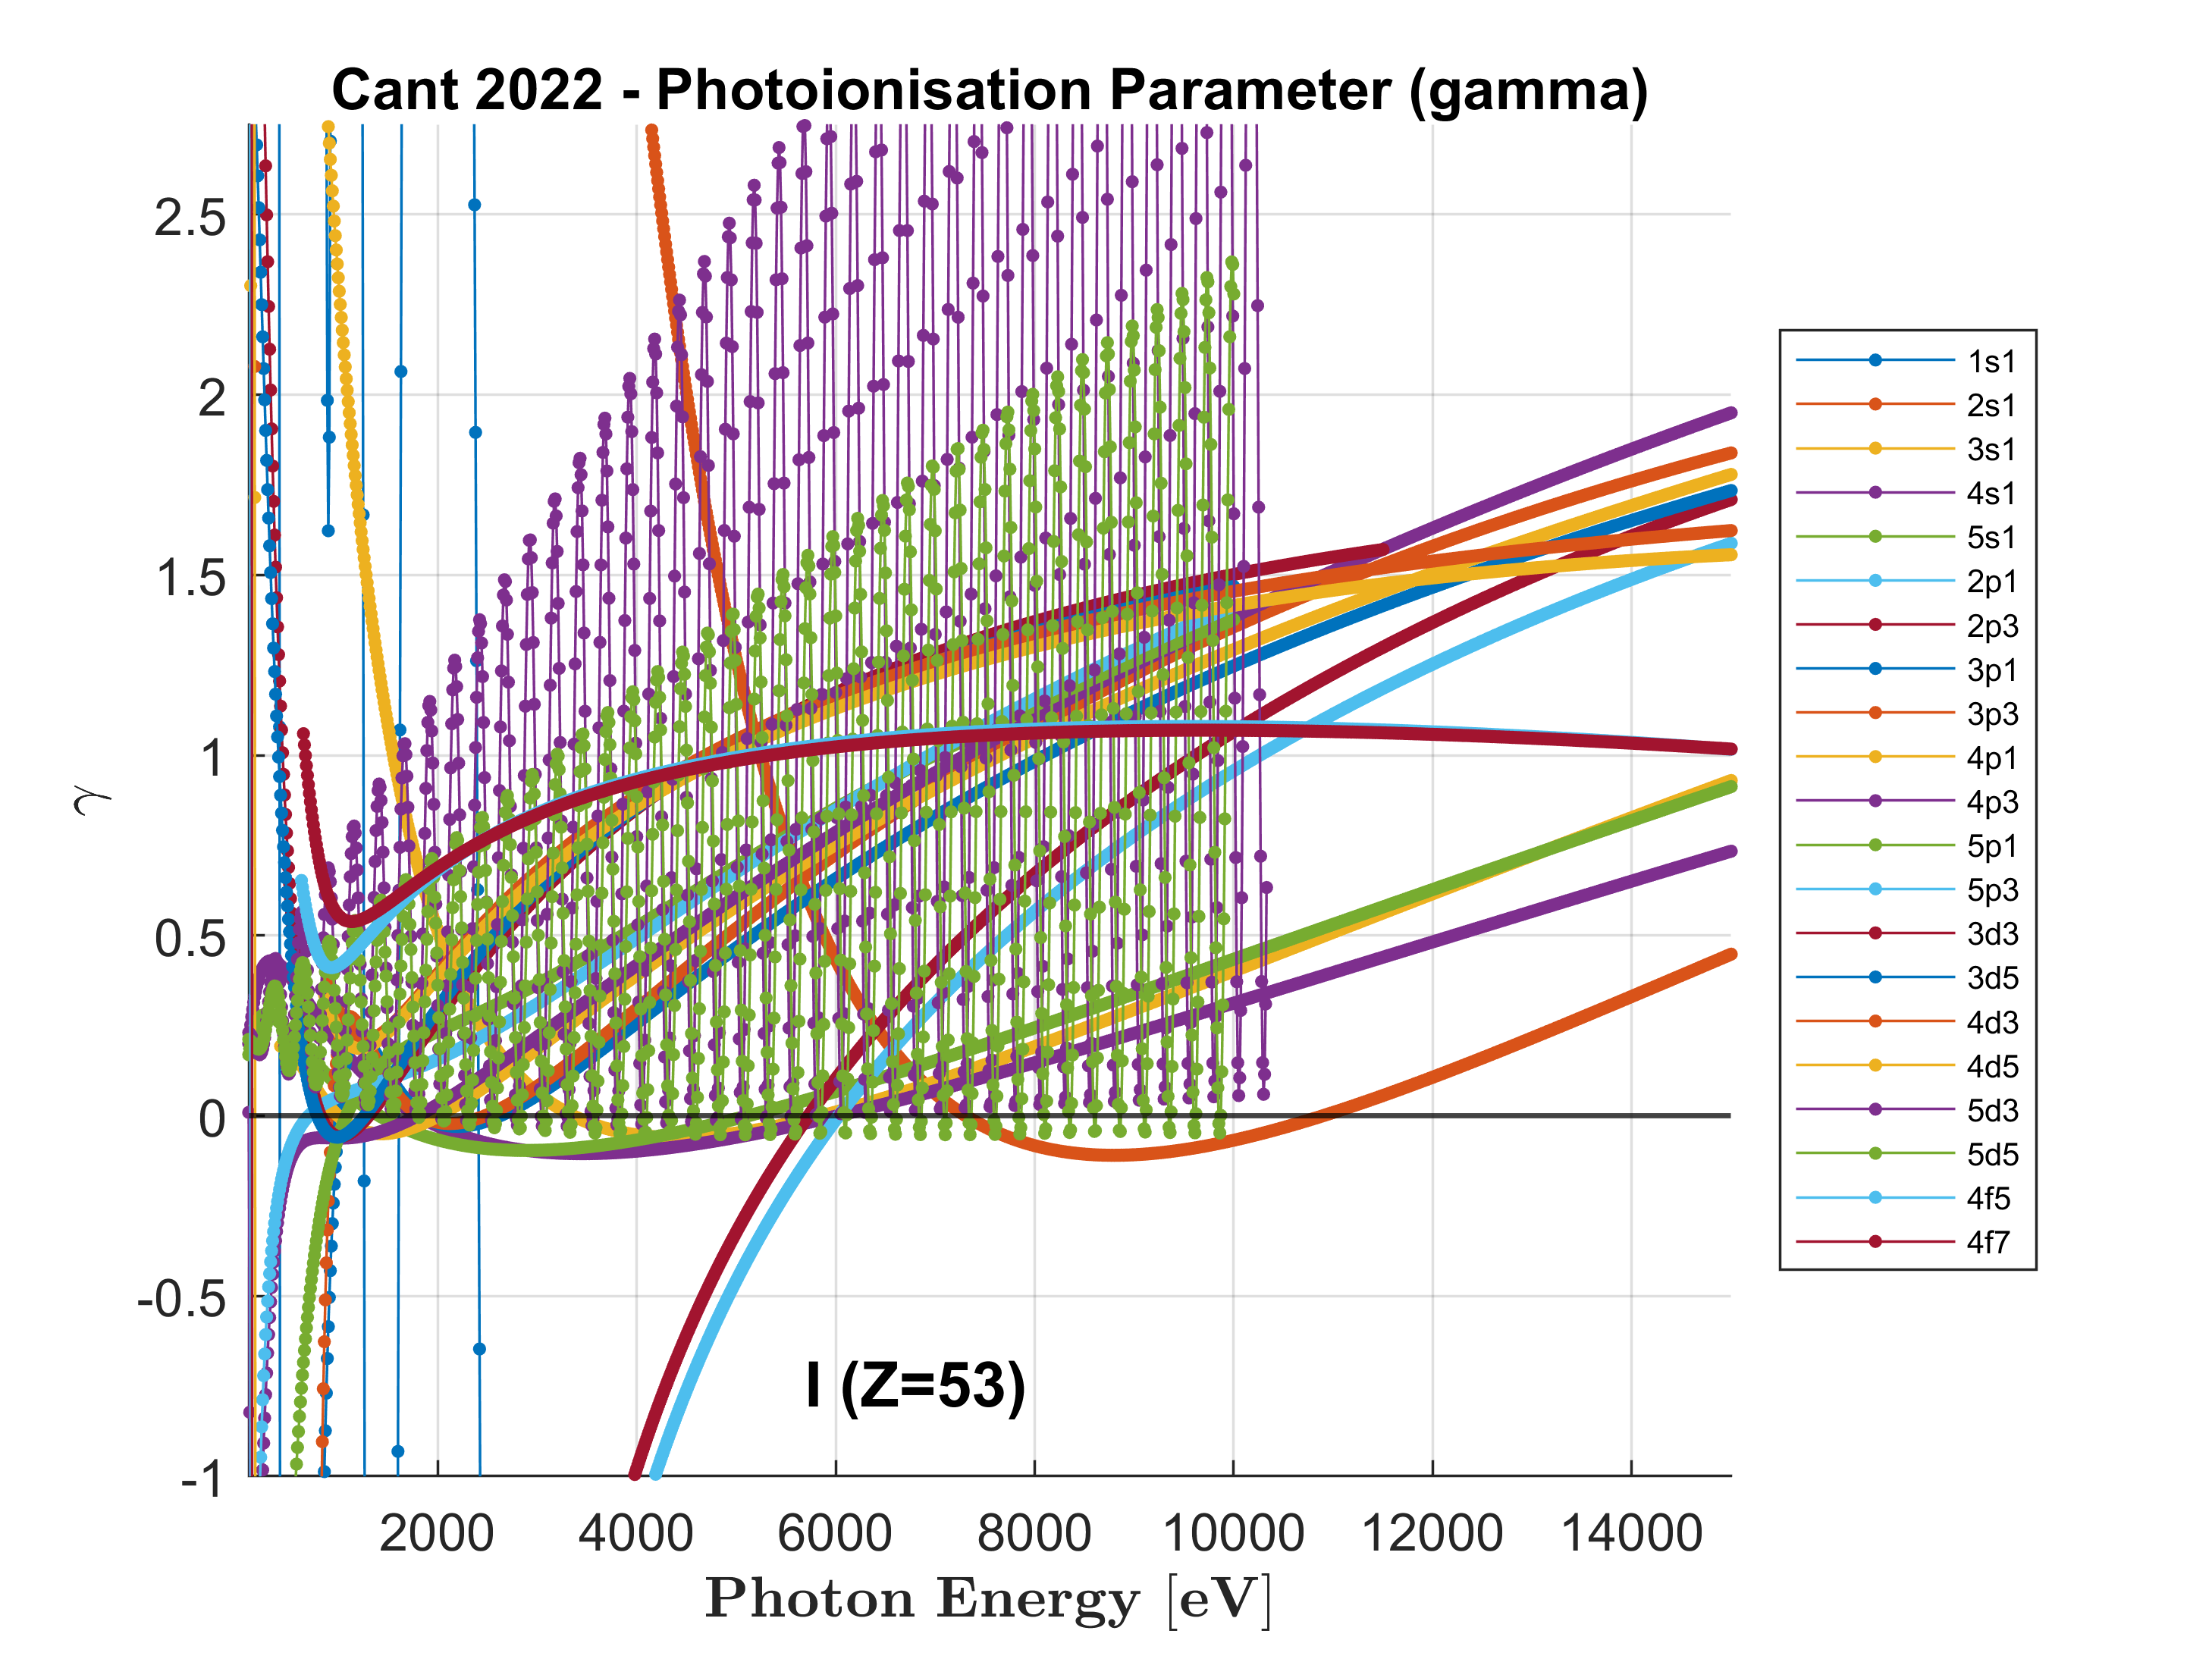 Cant 2022 - Photoionisation Parameter (gamma)
2.5
2
1.5
1
0.5
0
-0.5
-1
γ
I (Z=53)
2000 4000 6000 8000 10000 12000 14000
Photon Energy [eV]
1s1
2s1
3s1
4s1
5s1
2p1
2p3
3p1
3p3
4p1
4p3
5p1
5p3
3d3
3d5
4d3
4d5
5d3
5d5
4f5
4f7